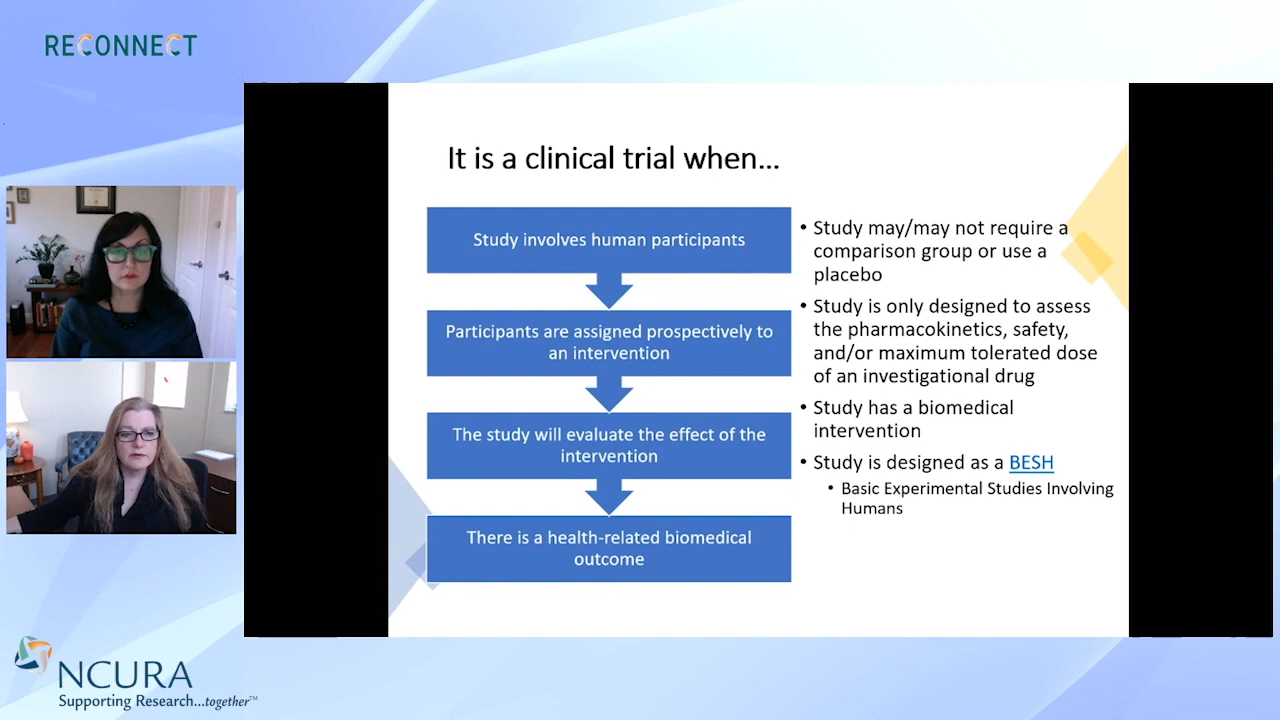 RECONNECT
It is a clinical trial when...
Study involves human participants
Participants are assigned prospectively to
an intervention
The study will evaluate the effect of the
intervention
There is a health-related biomedical
outcome
• Study may/may not require a
comparison group or use a
placebo
• Study is only designed to assess
the pharmacokinetics, safety,
and/or maximum tolerated dose
of an investigational drug
• Study has a biomedical
intervention
• Study is designed as a BESH
• Basic Experimental Studies Involving
Humans
NCURA
Supporting Research...together™